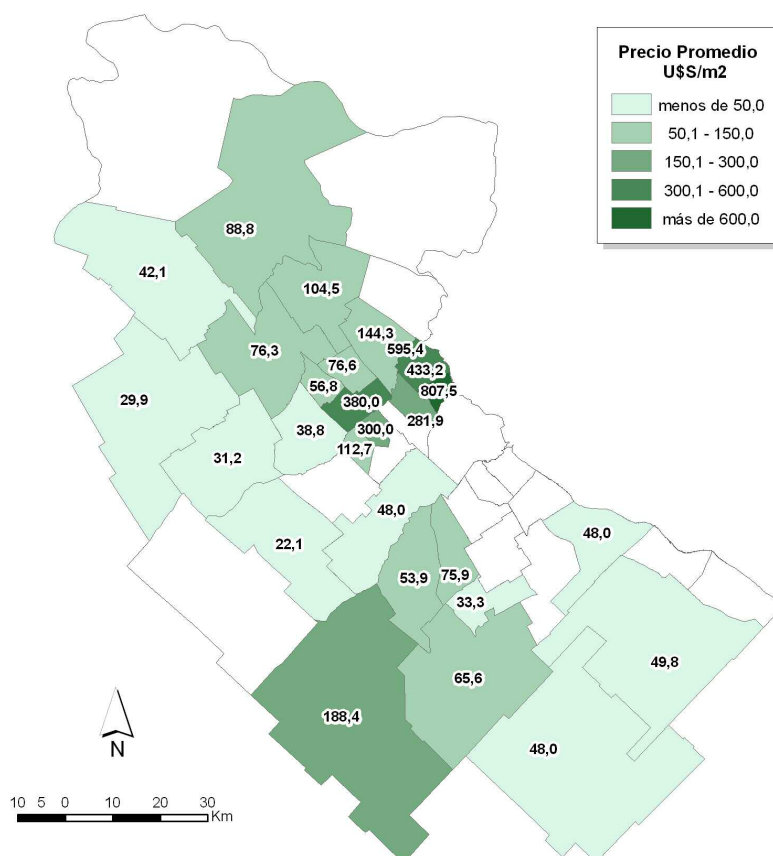 Precio Promedio
U$S/m2
menos de 50,0
50,1 - 150,0
150,1 - 300,0
300,1 - 600,0
más de 600,0
88,8
42,1
104,5
144,3
595,4
76,3
76,6
433,2
56,8
807,5
29,9
380,0
281,9
38,8
300,0
112,7
31,2
48,0
48,0
22,1
53,9
75,9
33,3
49,8
65,6
188,4
48,0
N
10 5 0 10 20 30
Km